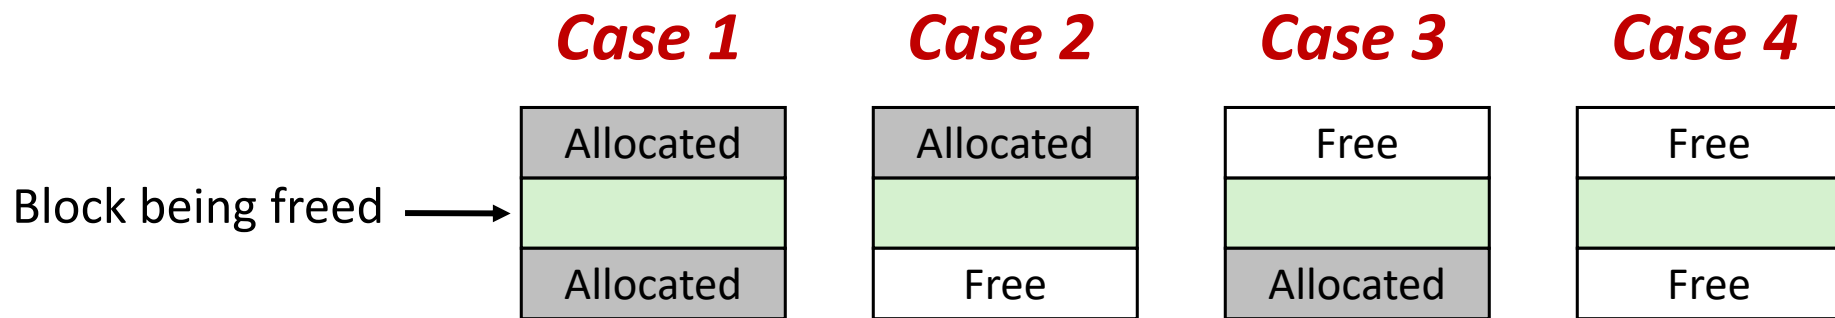 Case 1 Case 2 Case 3 Case 4
Allocated Allocated Free Free
Block being freed
Allocated Free Allocated Free